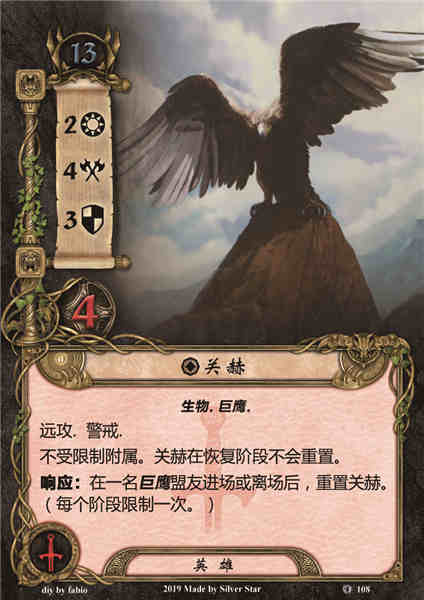 13
2
4
3
4
关赫
生物. 巨鹰.
远攻. 警戒.
不受限制附属。关赫在恢复阶段不会重置。
响应：在一名巨鹰盟友进场或离场后，重置关赫。
（每个阶段限制一次。）
英雄
diy by fabio
2019 Made by Silver Star
108